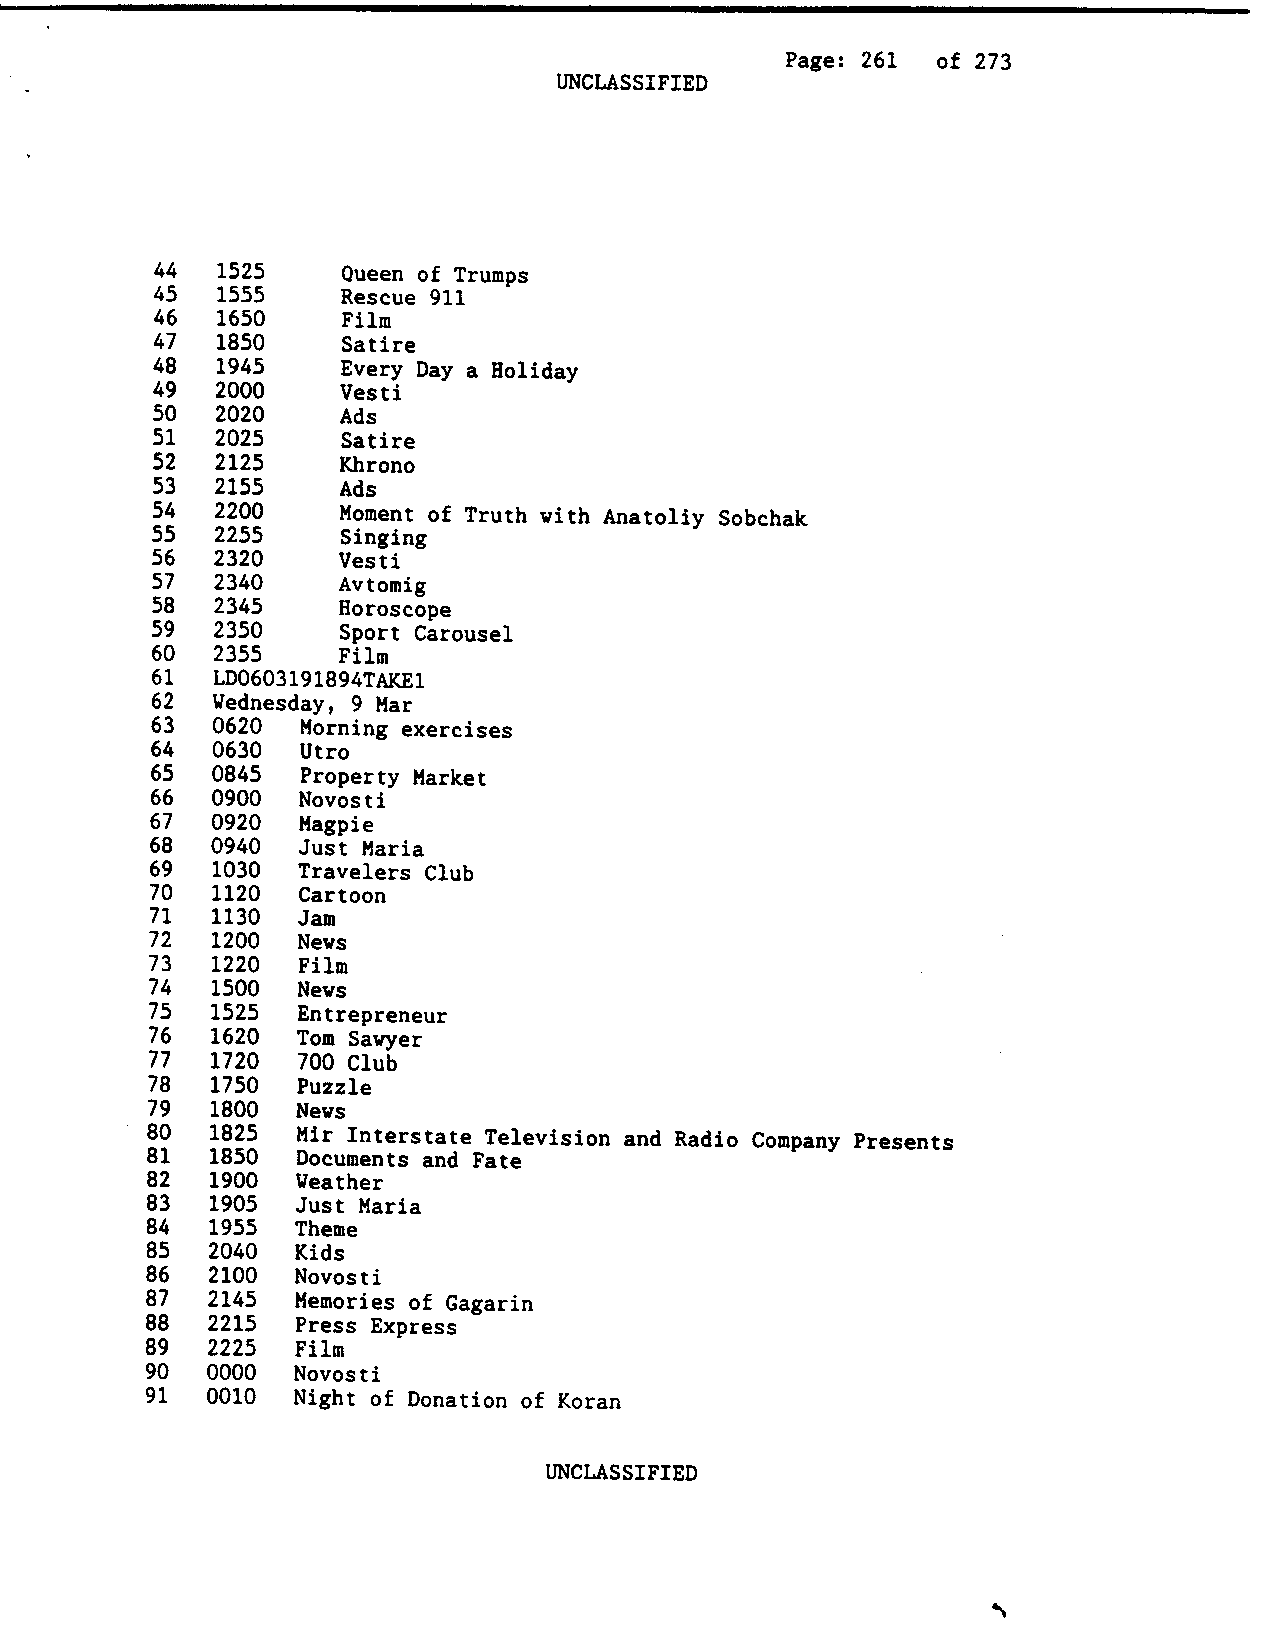 Page: 261 of 273
UNCLASSIFIED
44 1525 Queen of Trumps
45 1555 Rescue 911
46 1650 Film
47 1850 Satire
48 1945 Every Day a Holiday
49 2000 Vesti
50 2020 Ads
51 2025 Satire
52 2125 Khrono
53 2155 Ads
54 2200 Moment of Truth with Anatoliy Sobchak
55 2255 Singing
56 2320 Vesti
57 2340 Avtomig
58 2345 Horoscope
59 2350 Sport Carousel
60 2355 Film
61 LD0603191894TAKE1
62 Wednesday, 9 Mar
63 0620 Morning exercises
64 0630 Utro
65 0845 Property Market
66 0900 Novosti
67 0920 Magpie
68 0940 Just Maria
69 1030 Travelers Club
70 1120 Cartoon
71 1130 Jam
72 1200 News
73 1220 Film
74 1500 News
75 1525 Entrepreneur
76 1620 Tom Sawyer
77 1720 700 Club
78 1750 Puzzle
79 1800 News
80 1825 Mir Interstate Television and Radio Company Presents
81 1850 Documents and Fate
82 1900 Weather
83 1905 Just Maria
84 1955 Theme
85 2040 Kids
86 2100 Novosti
87 2145 Memories of Gagarin
88 2215 Press Express
89 2225 Film
90 0000 Novosti
91 0010 Night of Donation of Koran
UNCLASSIFIED